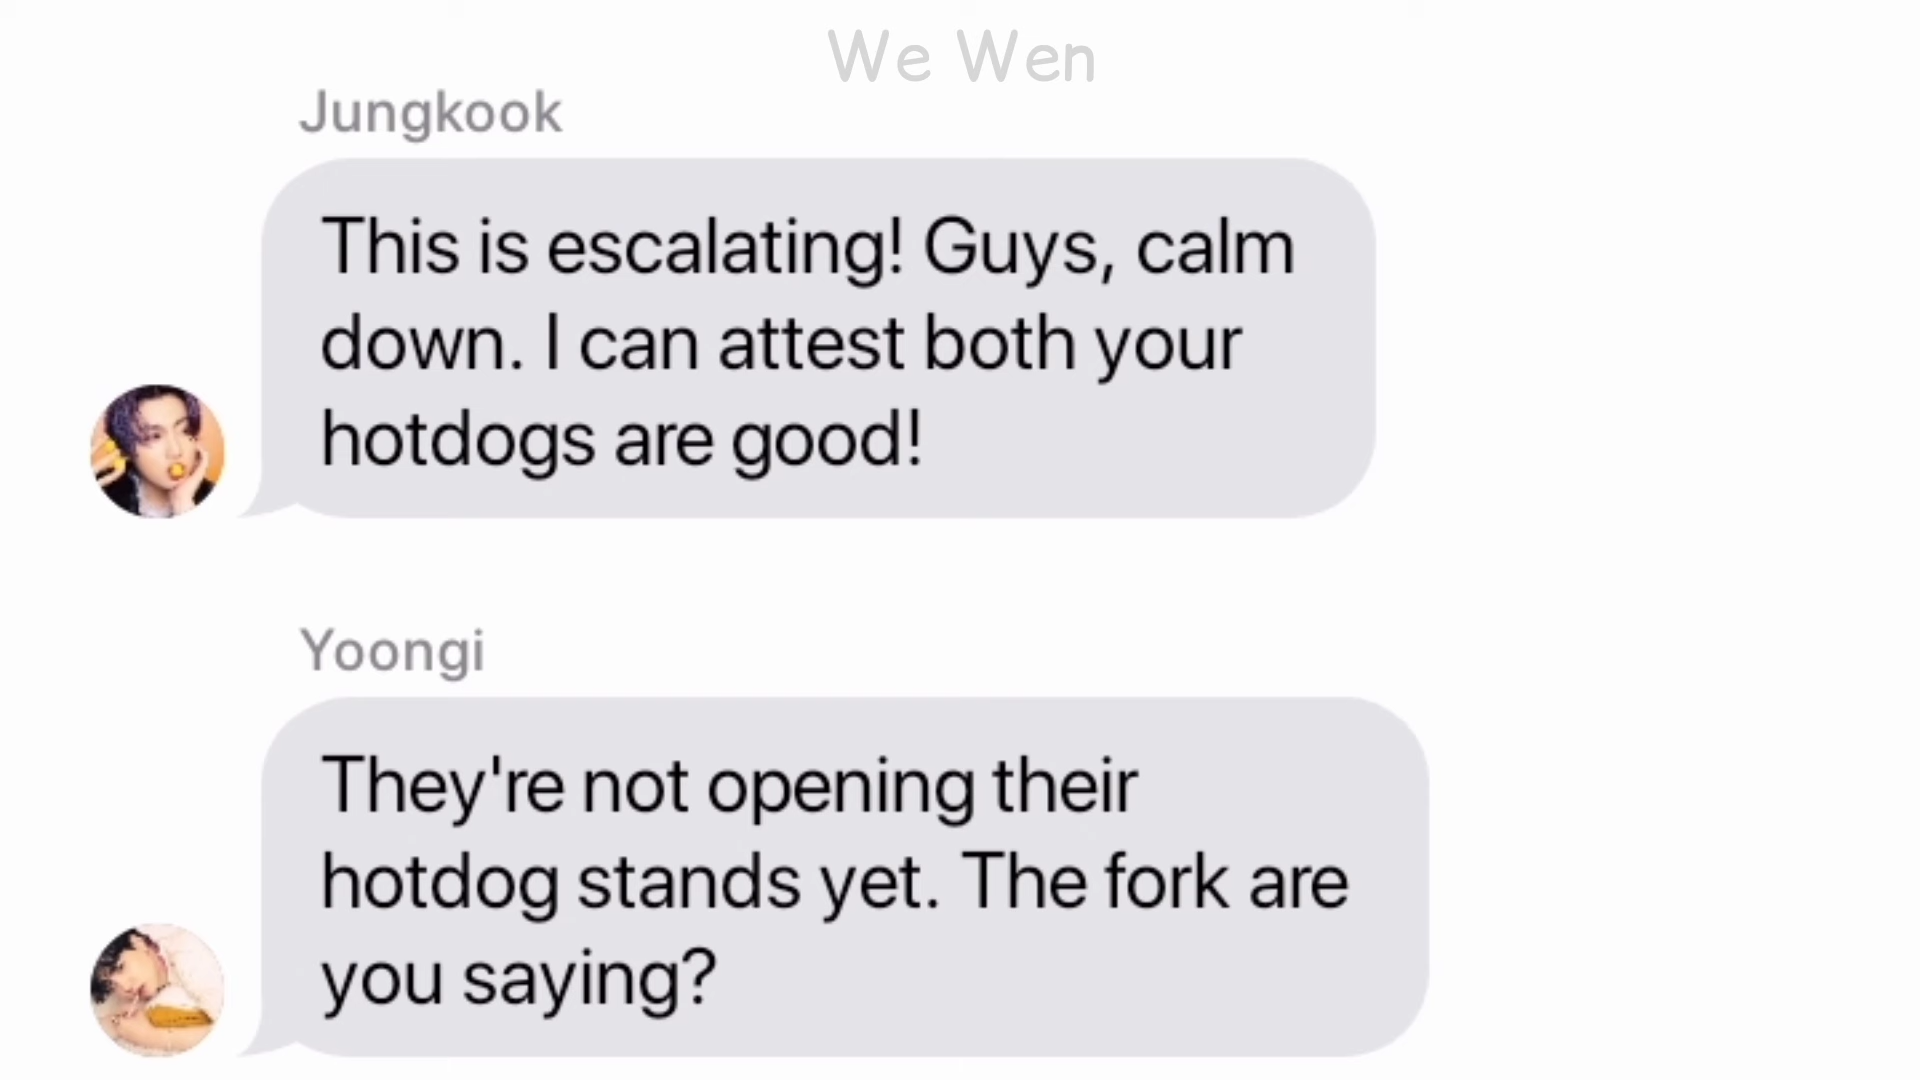 We Wen
Jungkook
This is escalating! Guys, calm
down. I can attest both your
hotdogs are good!
Yoongi
They're not opening their
hotdog stands yet. The fork are
you saying?